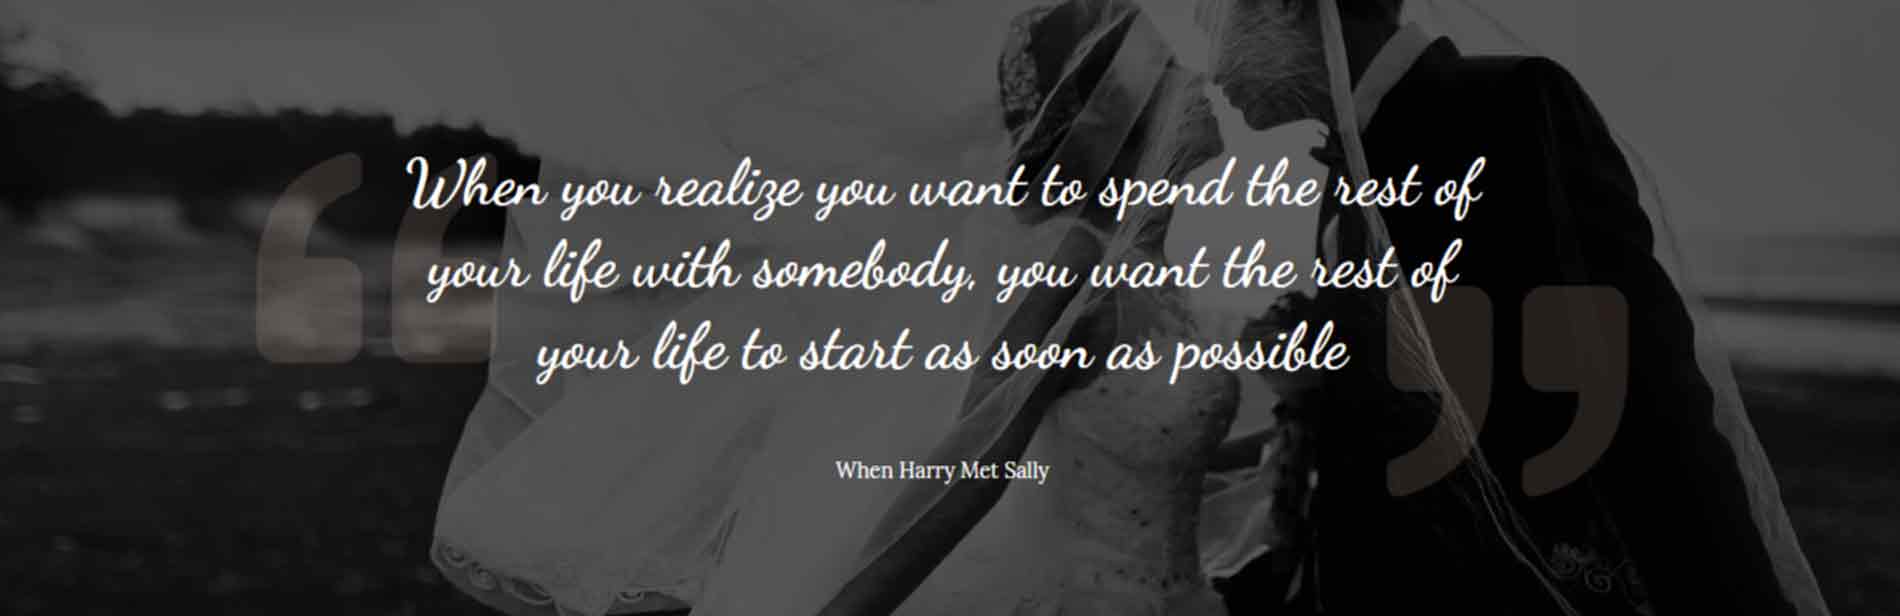 When you realize you want to spend the rest of
your life with somebody, you want the rest of
your life to start as soon as possible
When Harry Met Sally